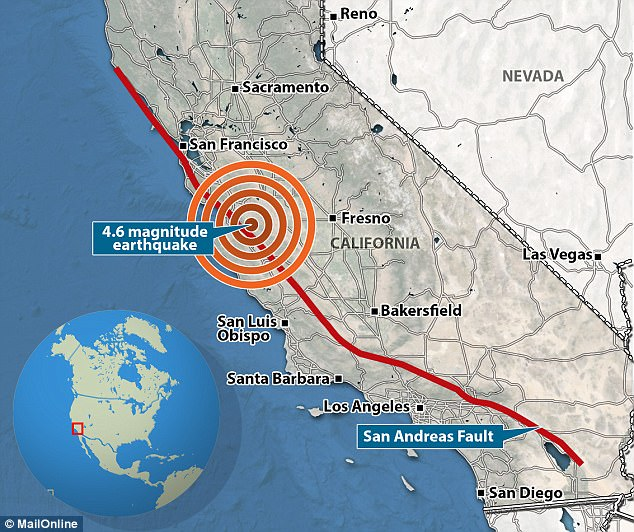 Reno
NEVADA
Sacramento
San Francisco
4.6 magnitude
earthquake
Fresno
CALIFORNIA
Las Vegas
Bakersfield
San Luis
Obispo
Santa Barbara
Los Angeles
San Andreas Fault
San Diego
© MailOnline